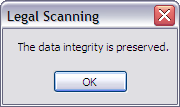 Legal Scanning
The data integrity is preserved.
OK